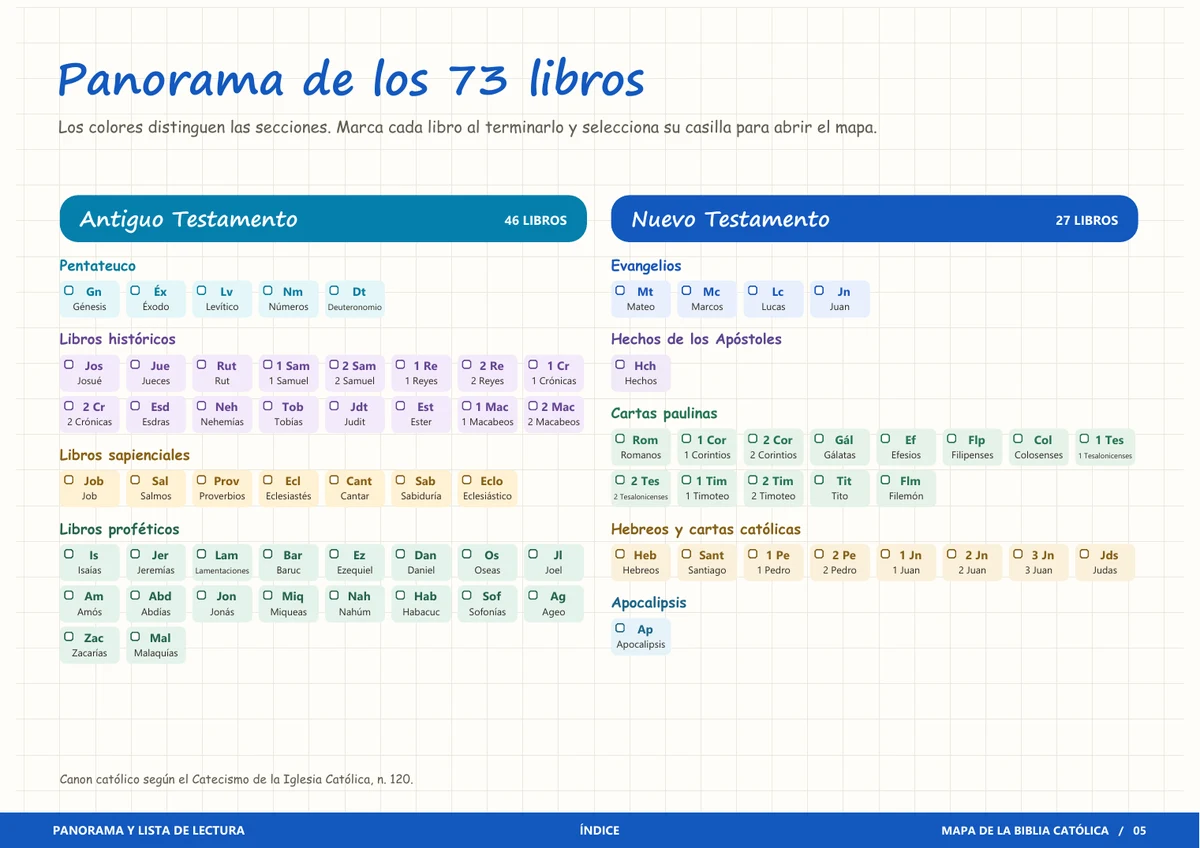 Panorama de los 73 libros
Los colores distinguen las secciones. Marca cada libro al terminarlo y selecciona su casilla para abrir el mapa.
Antiguo Testamento 46 LIBROS
Pentateuco
Gn Éx Lv Nm Dt
Génesis Éxodo Levítico Números Deuteronomio
Libros históricos
Jos Jue Rut 1 Sam 2 Sam 1 Re 2 Re 1 Cr
Josué Jueces Rut 1 Samuel 2 Samuel 1 Reyes 2 Reyes 1 Crónicas
2 Cr Esd Neh Tob Jdt Est 1 Mac 2 Mac
2 Crónicas Esdras Nehemías Tobías Judit Ester 1 Macabeos 2 Macabeos
Libros sapienciales
Job Sal Prov Ecl Cant Sab Eclo
Job Salmos Proverbios Eclesiastés Cantar Sabiduría Eclesiástico
Libros proféticos
Is Jer Lam Bar Ez Dan Os Jl
Isaías Jeremías Lamentaciones Baruc Ezequiel Daniel Oseas Joel
Am Abd Jon Miq Nah Hab Sof Ag
Amós Abdías Jonás Miqueas Nahúm Habacuc Sofonías Ageo
Zac Mal
Zacarías Malaquías
Nuevo Testamento 27 LIBROS
Evangelios
Mt Mc Lc Jn
Mateo Marcos Lucas Juan
Hechos de los Apóstoles
Hch
Hechos
Cartas paulinas
Rom 1 Cor 2 Cor Gál Ef Flp Col 1 Tes
Romanos 1 Corintios 2 Corintios Gálatas Efesios Filipenses Colosenses 1 Tesalonicenses
2 Tes 1 Tim 2 Tim Tit Flm
2 Tesalonicenses 1 Timoteo 2 Timoteo Tito Filemón
Hebreos y cartas católicas
Heb Sant 1 Pe 2 Pe 1 Jn 2 Jn 3 Jn Jds
Hebreos Santiago 1 Pedro 2 Pedro 1 Juan 2 Juan 3 Juan Judas
Apocalipsis
Ap
Apocalipsis
Canon católico según el Catecismo de la Iglesia Católica, n. 120.
PANORAMA Y LISTA DE LECTURA ÍNDICE MAPA DE LA BIBLIA CATÓLICA / 05